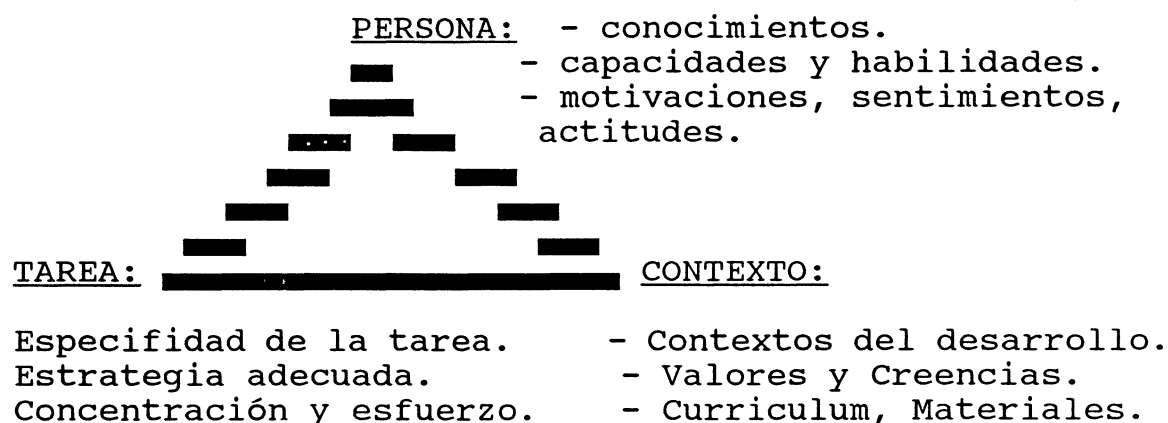 PERSONA: - conocimientos.
- capacidades y habilidades.
- motivaciones, sentimientos,
actitudes.
TAREA:
CONTEXTO:
Especifidad de la tarea.
Estrategia adecuada.
Concentración y esfuerzo.
- Contextos del desarrollo.
- Valores y Creencias.
- Curriculum, Materiales.